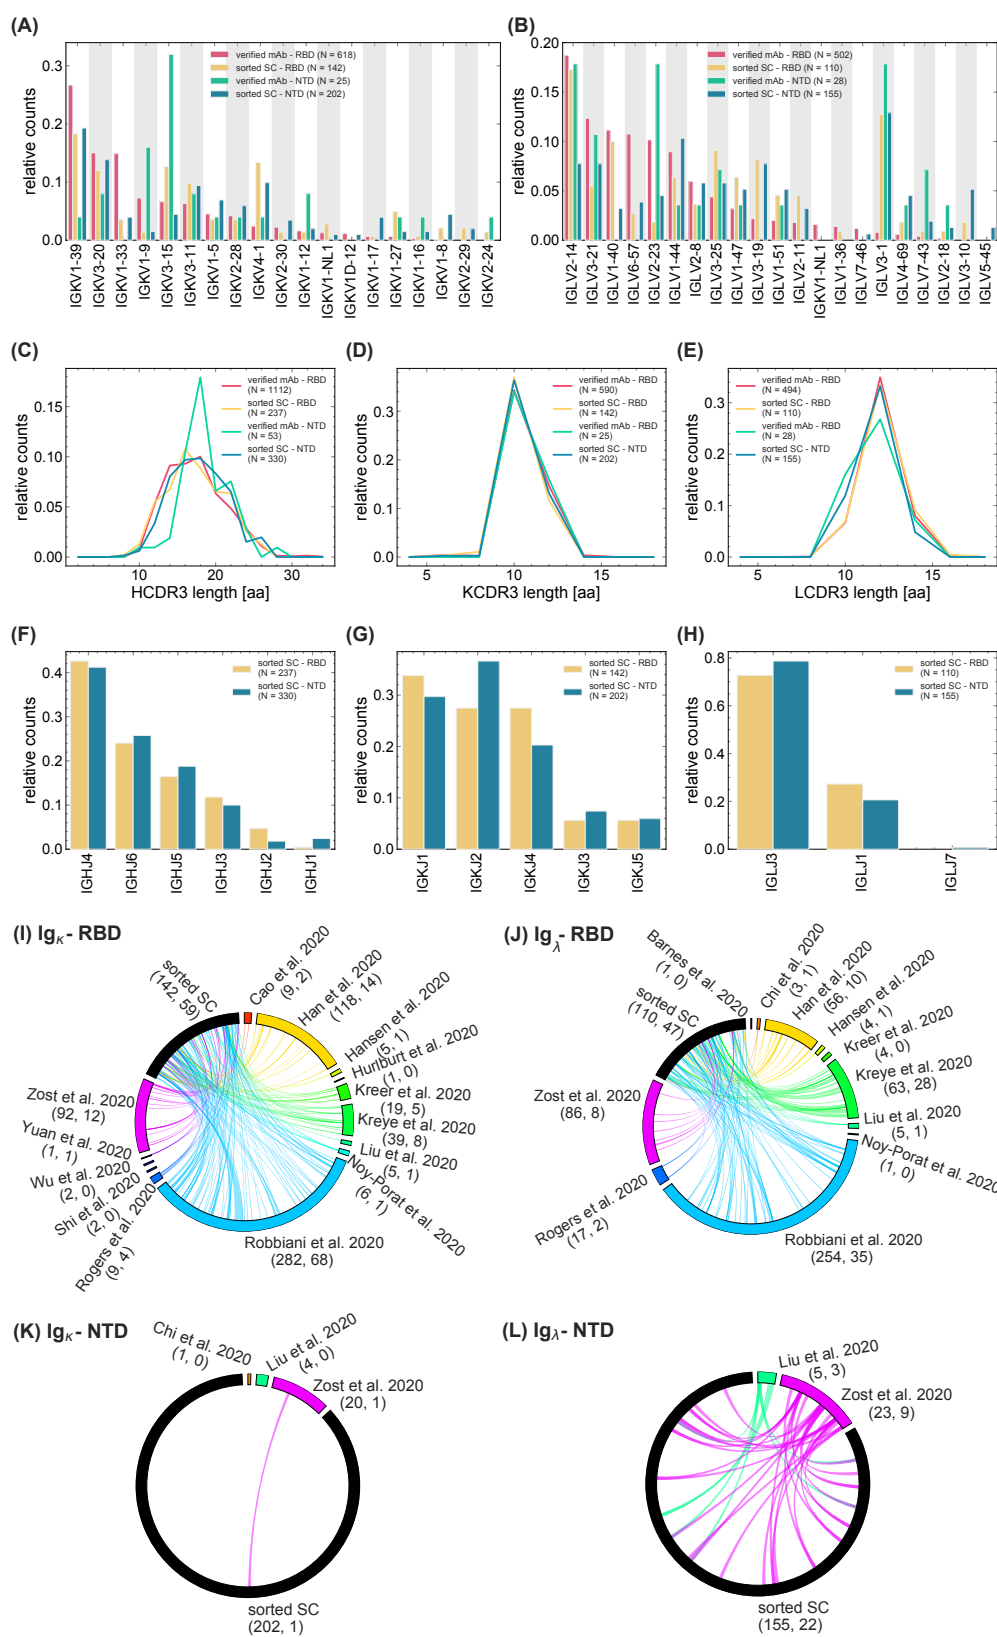 (A)
relative counts
0.3
0.2
0.1
0.0
verified mAb - RBD (N = 618)
sorted SC - RBD (N = 142)
verified mAb - NTD (N = 25)
sorted SC - NTD (N = 202)
IGKV1-39
IGKV3-20
IGKV1-33
IGKV1-9
IGKV3-15
IGKV3-11
IGKV1-5
IGKV2-28
IGKV4-1
IGKV2-30
IGKV1-12
IGKV1-NL1
IGKV1D-12
IGKV1-17
IGKV1-27
IGKV1-16
IGKV1-8
IGKV2-29
IGKV2-24
(B)
relative counts
0.20
0.15
0.10
0.05
0.00
verified mAb - RBD (N = 502)
sorted SC - RBD (N = 110)
verified mAb - NTD (N = 28)
sorted SC - NTD (N = 155)
IGLV2-14
IGLV3-21
IGLV1-40
IGLV6-57
IGLV2-23
IGLV1-44
IGLV2-8
IGLV3-25
IGLV1-47
IGLV3-19
IGLV1-51
IGLV2-11
IGKV1-NL1
IGLV1-36
IGLV7-46
IGLV3-1
IGLV4-69
IGLV7-43
IGLV2-18
IGLV3-10
IGLV5-45
(C)
relative counts
0.15
0.10
0.05
0.00
verified mAb - RBD
(N = 1112)
sorted SC - RBD
(N = 237)
verified mAb - NTD
(N = 53)
sorted SC - NTD
(N = 330)
10
20
30
HCDR3 length [aa]
(D)
relative counts
0.3
0.2
0.1
0.0
verified mAb - RBD
(N = 590)
sorted SC - RBD
(N = 142)
verified mAb - RBD
(N = 25)
sorted SC - NTD
(N = 202)
5
10
15
KCDR3 length [aa]
(E)
relative counts
0.3
0.2
0.1
0.0
verified mAb - RBD
(N = 494)
sorted SC - RBD
(N = 110)
verified mAb - RBD
(N = 28)
sorted SC - NTD
(N = 155)
5
10
15
LCDR3 length [aa]
(F)
relative counts
0.4
0.3
0.2
0.1
0.0
sorted SC - RBD
(N = 237)
sorted SC - NTD
(N = 330)
IGHJ4
IGHJ6
IGHJ5
IGHJ3
IGHJ2
IGHJ1
(G)
relative counts
0.3
0.2
0.1
0.0
sorted SC - RBD
(N = 142)
sorted SC - NTD
(N = 202)
IGKJ1
IGKJ2
IGKJ4
IGKJ3
IGKJ5
(H)
relative counts
0.8
0.6
0.4
0.2
0.0
sorted SC - RBD
(N = 110)
sorted SC - NTD
(N = 155)
IGLJ3
IGLJ1
IGLJ7
(I) Igκ - RBD
sorted SC
(142, 59)
Cao et al. 2020
(9, 2)
Han et al. 2020
(118, 14)
Hansen et al. 2020
(5, 1)
Hurlburt et al. 2020
(1, 0)
Kreer et al. 2020
(19, 5)
Kreye et al. 2020
(39, 8)
Liu et al. 2020
(5, 1)
Noy-Porat et al. 2020
(6, 1)
Robbiani et al. 2020
(282, 68)
Rogers et al. 2020
(9, 4)
Shi et al. 2020
(2, 0)
Wu et al. 2020
(2, 0)
Yuan et al. 2020
(1, 1)
Zost et al. 2020
(92, 12)
(J) Igλ - RBD
sorted SC
(110, 47)
Barnes et al. 2020
(1, 0)
Chi et al. 2020
(3, 1)
Han et al. 2020
(56, 10)
Hansen et al. 2020
(4, 1)
Kreer et al. 2020
(4, 0)
Kreye et al. 2020
(63, 28)
Liu et al. 2020
(5, 1)
Noy-Porat et al. 2020
(1, 0)
Robbiani et al. 2020
(254, 35)
Rogers et al. 2020
(17, 2)
Zost et al. 2020
(86, 8)
(K) Igκ - NTD
Chi et al. 2020
(1, 0)
Liu et al. 2020
(4, 0)
Zost et al. 2020
(20, 1)
sorted SC
(202, 1)
(L) Igλ - NTD
Liu et al. 2020
(5, 3)
Zost et al. 2020
(23, 9)
sorted SC
(155, 22)